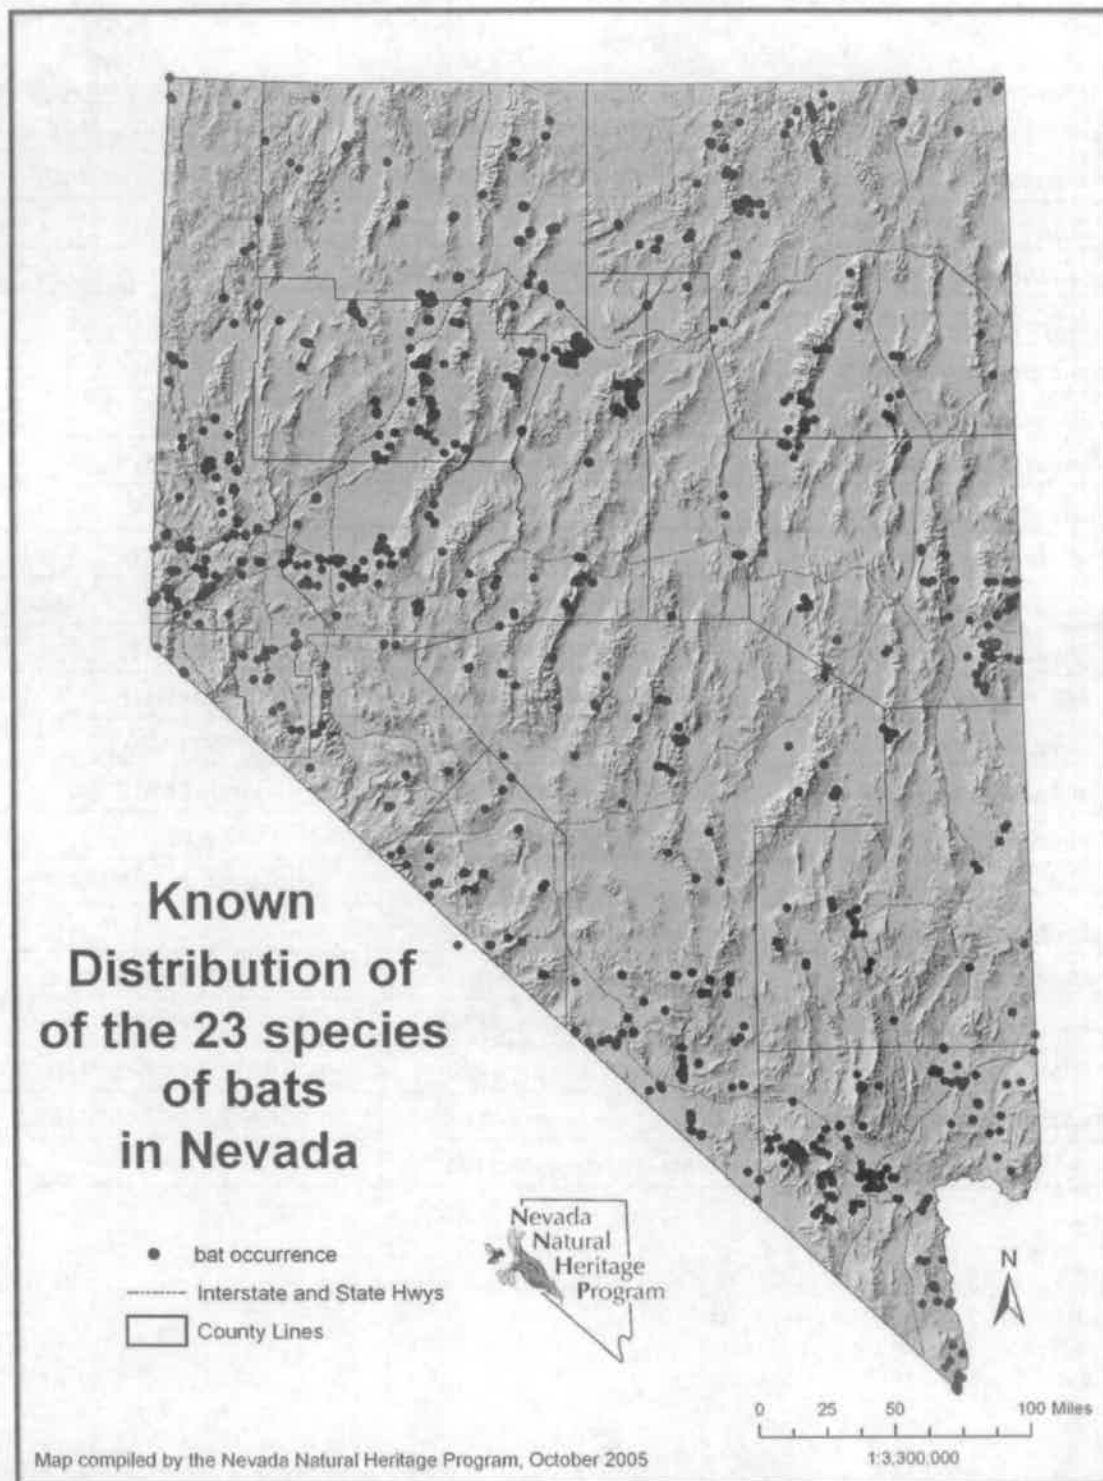 Known
Distribution of
of the 23 species
of bats
in Nevada
bat occurrence
Interstate and State Hwys
County Lines
Nevada
Natural
Heritage
Program
N
0 25 50 100 Miles
1:3,300,000
Map compiled by the Nevada Natural Heritage Program, October 2005